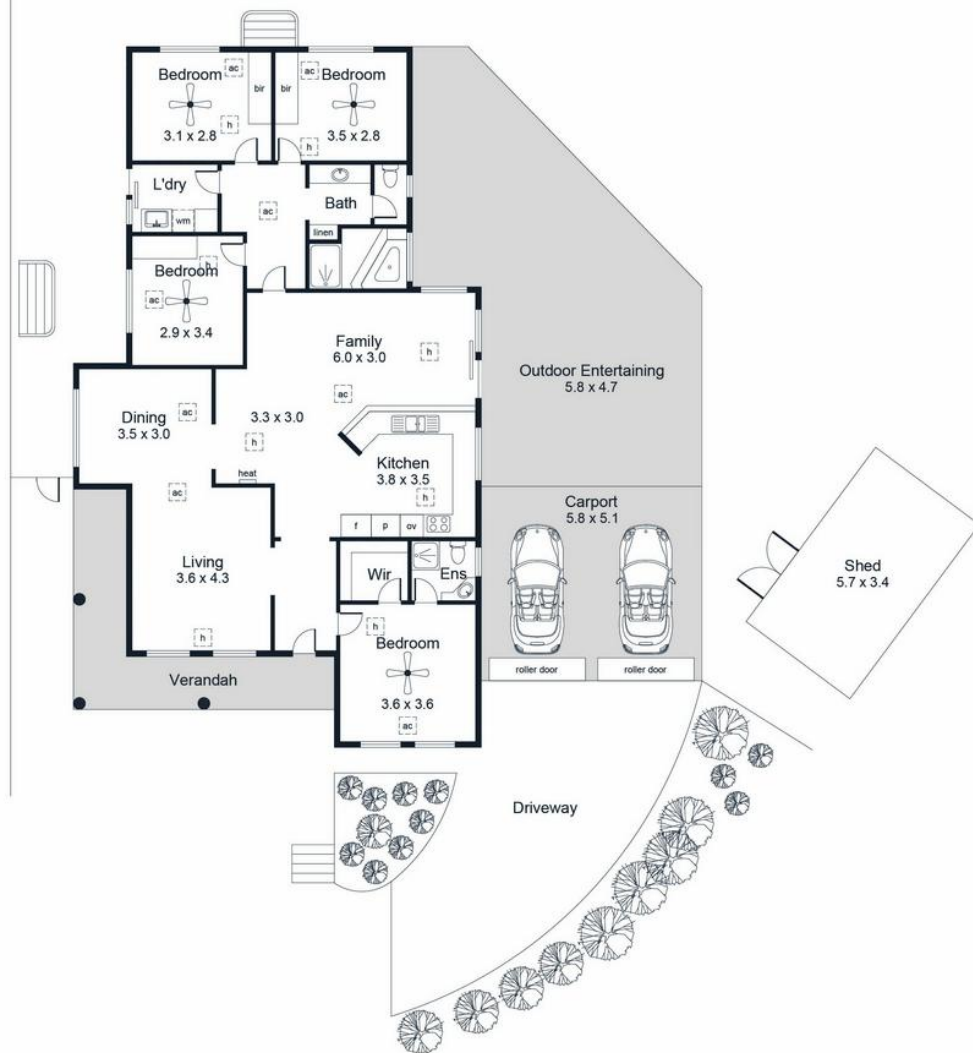 Bedroom
3.1 x 2.8
ac
bir
h
bir
ac
Bedroom
3.5 x 2.8
h
L'dry
wm
ac
Bath
linen
Bedroom
h
ac
2.9 x 3.4
Family
6.0 x 3.0
h
ac
Outdoor Entertaining
5.8 x 4.7
Dining
3.5 x 3.0
ac
3.3 x 3.0
h
heat
Kitchen
3.8 x 3.5
h
f
p
ov
ac
Living
3.6 x 4.3
h
Wir
Ens
Carport
5.8 x 5.1
roller door
roller door
Shed
5.7 x 3.4
h
Bedroom
3.6 x 3.6
ac
Verandah
Driveway